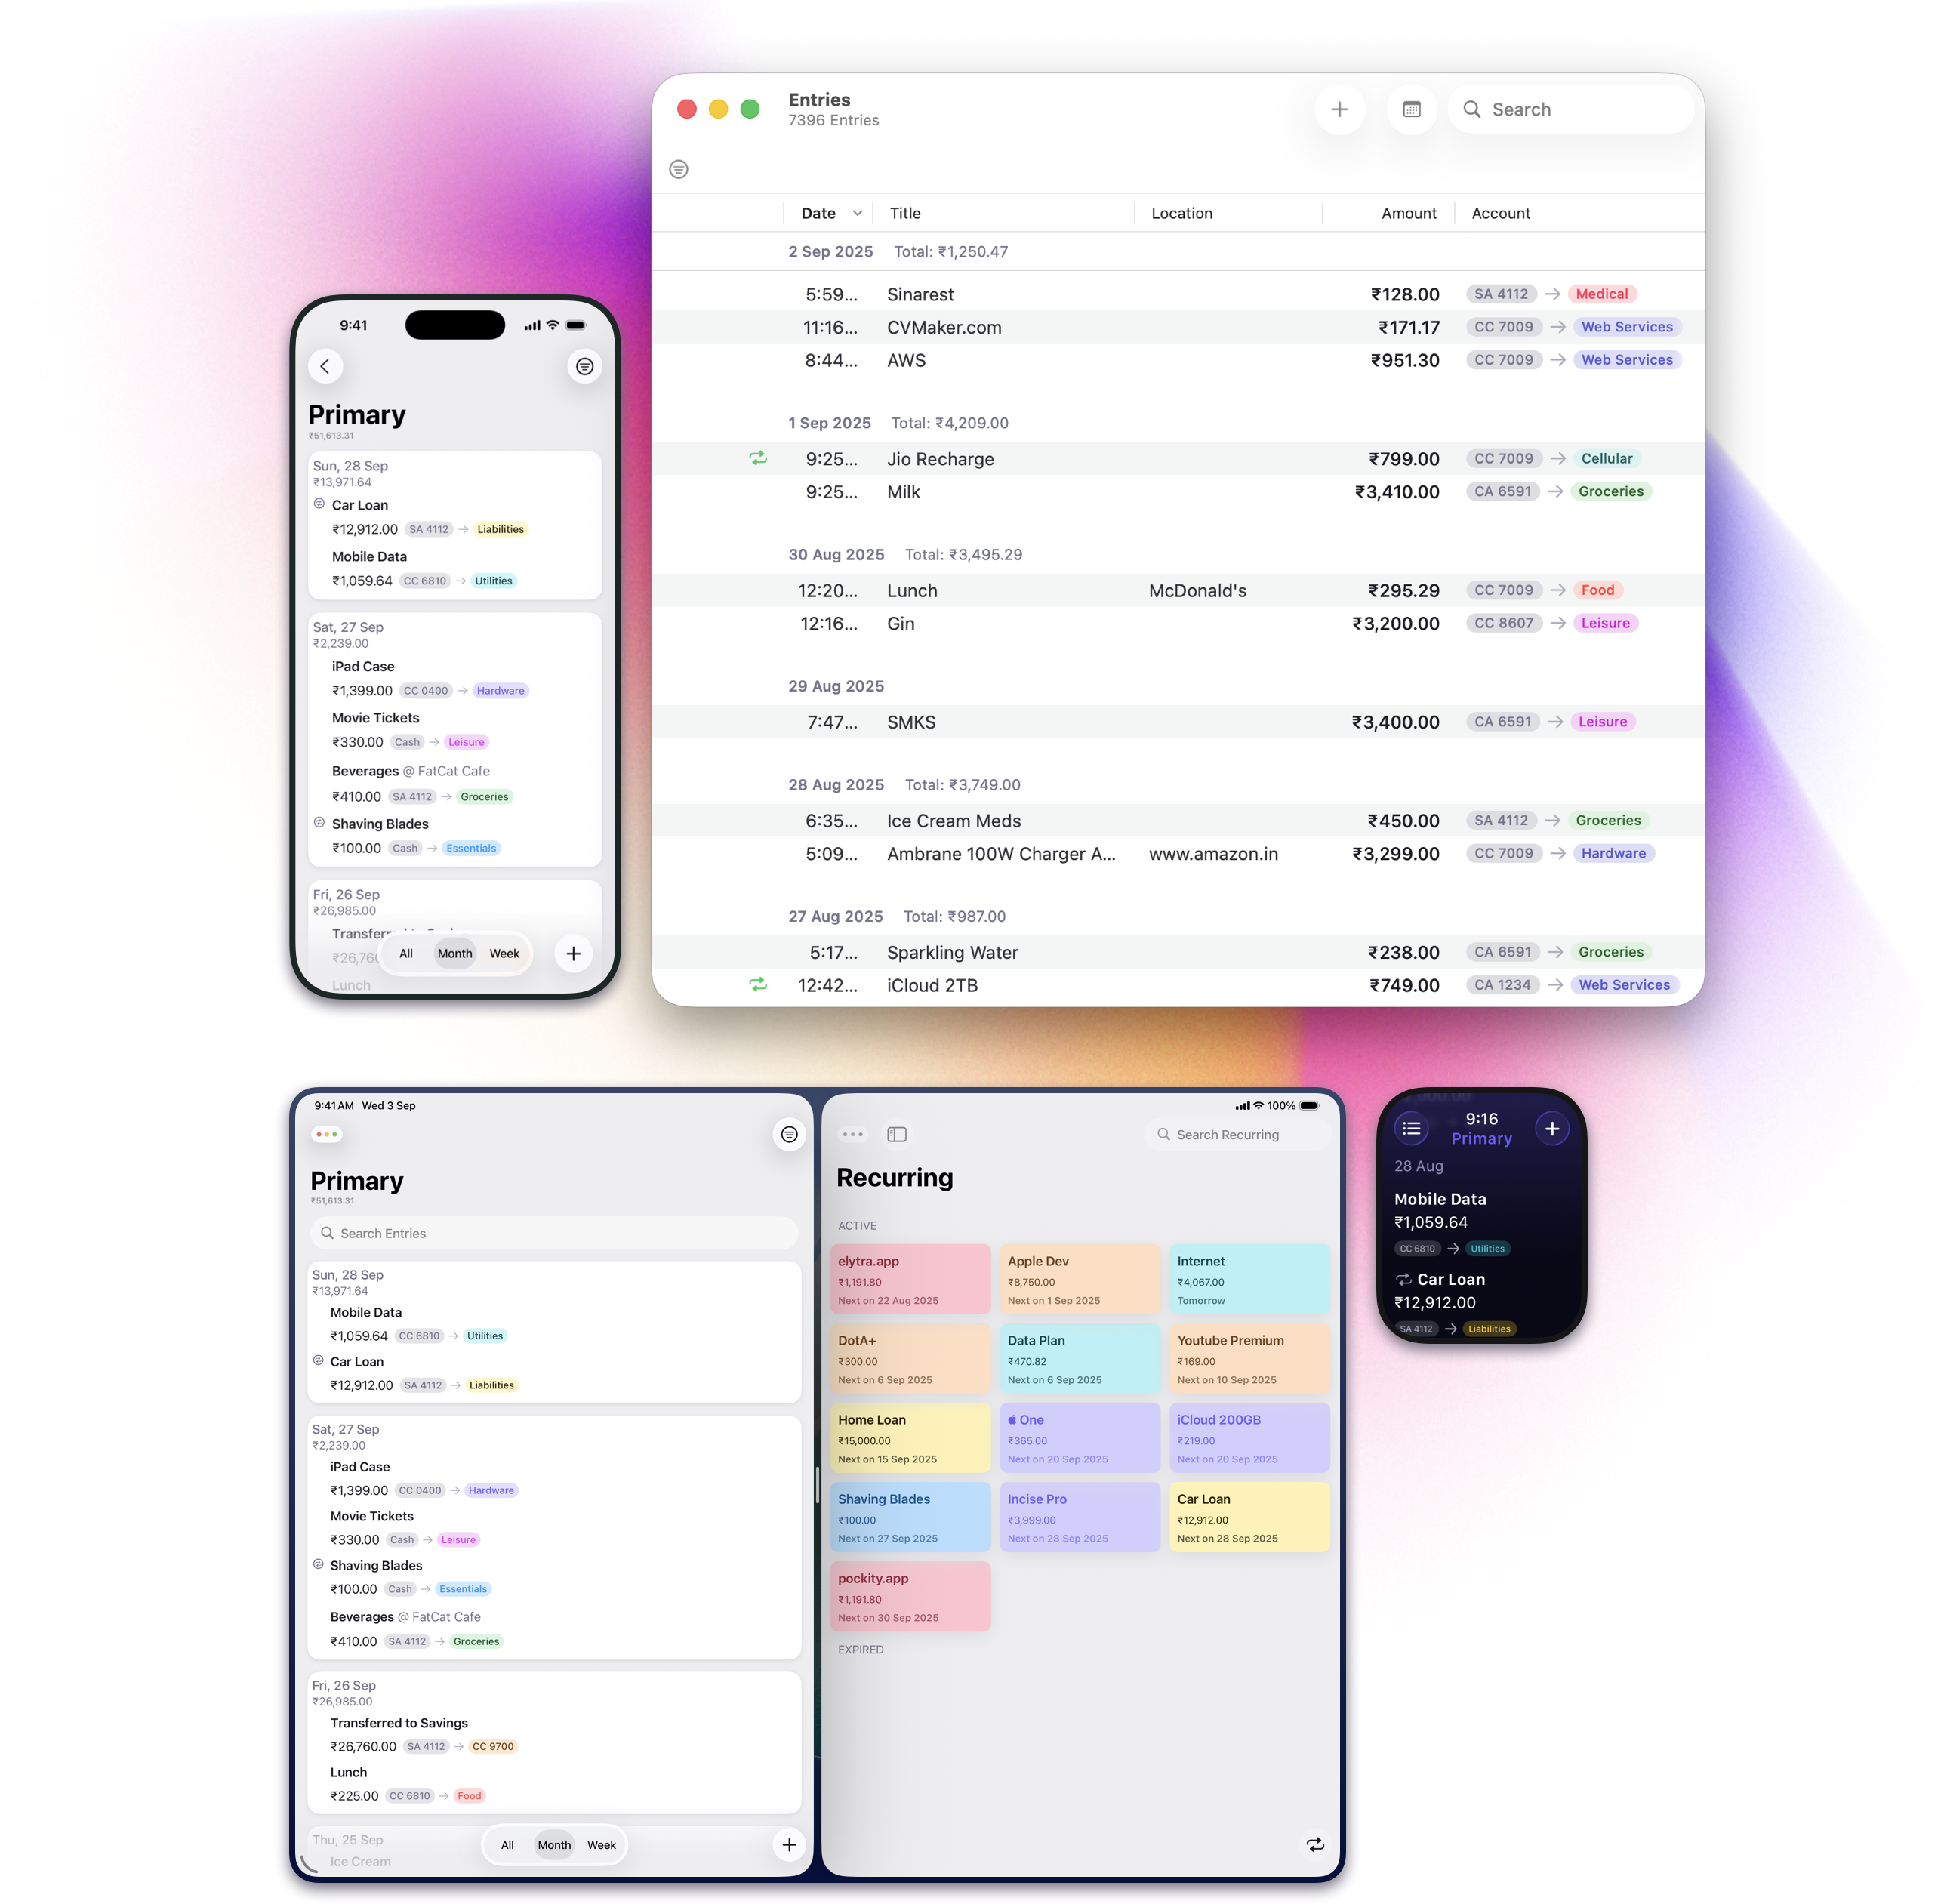 Entries
7396 Entries
Search
Date Title Location Amount Account
2 Sep 2025 Total: ₹1,250.47
5:59... Sinarest ₹128.00 SA 4112 → Medical
11:16... CVMaker.com ₹171.17 CC 7009 → Web Services
8:44... AWS ₹951.30 CC 7009 → Web Services
1 Sep 2025 Total: ₹4,209.00
9:25... Jio Recharge ₹799.00 CC 7009 → Cellular
9:25... Milk ₹3,410.00 CA 6591 → Groceries
30 Aug 2025 Total: ₹3,495.29
12:20... Lunch McDonald's ₹295.29 CC 7009 → Food
12:16... Gin ₹3,200.00 CC 8607 → Leisure
29 Aug 2025
7:47... SMKS ₹3,400.00 CA 6591 → Leisure
28 Aug 2025 Total: ₹3,749.00
6:35... Ice Cream Meds ₹450.00 SA 4112 → Groceries
5:09... Ambrane 100W Charger A... www.amazon.in ₹3,299.00 CC 7009 → Hardware
27 Aug 2025 Total: ₹987.00
5:17... Sparkling Water ₹238.00 CA 6591 → Groceries
12:42... iCloud 2TB ₹749.00 CA 1234 → Web Services
9:41
Primary
₹51,613.31
Sun, 28 Sep
₹13,971.64
Car Loan
₹12,912.00 SA 4112 → Liabilities
Mobile Data
₹1,059.64 CC 6810 → Utilities
Sat, 27 Sep
₹2,239.00
iPad Case
₹1,399.00 CC 0400 → Hardware
Movie Tickets
₹330.00 Cash → Leisure
Beverages @ FatCat Cafe
₹410.00 SA 4112 → Groceries
Shaving Blades
₹100.00 Cash → Essentials
Fri, 26 Sep
₹26,985.00
All Month Week
Lunch
9:41 AM Wed 3 Sep
Primary
₹51,613.31
Search Entries
Sun, 28 Sep
₹13,971.64
Mobile Data
₹1,059.64 CC 6810 → Utilities
Car Loan
₹12,912.00 SA 4112 → Liabilities
Sat, 27 Sep
₹2,239.00
iPad Case
₹1,399.00 CC 0400 → Hardware
Movie Tickets
₹330.00 Cash → Leisure
Shaving Blades
₹100.00 Cash → Essentials
Beverages @ FatCat Cafe
₹410.00 SA 4112 → Groceries
Fri, 26 Sep
₹26,985.00
Transferred to Savings
₹26,760.00 SA 4112 → CC 9700
Lunch
₹225.00 CC 6810 → Food
Thu, 25 Sep
Ice Cream
All Month Week
100%
Search Recurring
Recurring
ACTIVE
elytra.app
₹1,191.80
Next on 22 Aug 2025
Apple Dev
₹8,750.00
Next on 1 Sep 2025
Internet
₹4,067.00
Tomorrow
DotA+
₹300.00
Next on 6 Sep 2025
Data Plan
₹470.82
Next on 6 Sep 2025
Youtube Premium
₹169.00
Next on 10 Sep 2025
Home Loan
₹15,000.00
Next on 15 Sep 2025
One
₹365.00
Next on 20 Sep 2025
iCloud 200GB
₹219.00
Next on 20 Sep 2025
Shaving Blades
₹100.00
Next on 27 Sep 2025
Incise Pro
₹3,999.00
Next on 28 Sep 2025
Car Loan
₹12,912.00
Next on 28 Sep 2025
pockity.app
₹1,191.80
Next on 30 Sep 2025
EXPIRED
9:16
Primary
28 Aug
Mobile Data
₹1,059.64
CC 6810 → Utilities
Car Loan
₹12,912.00
SA 4112 → Liabilities